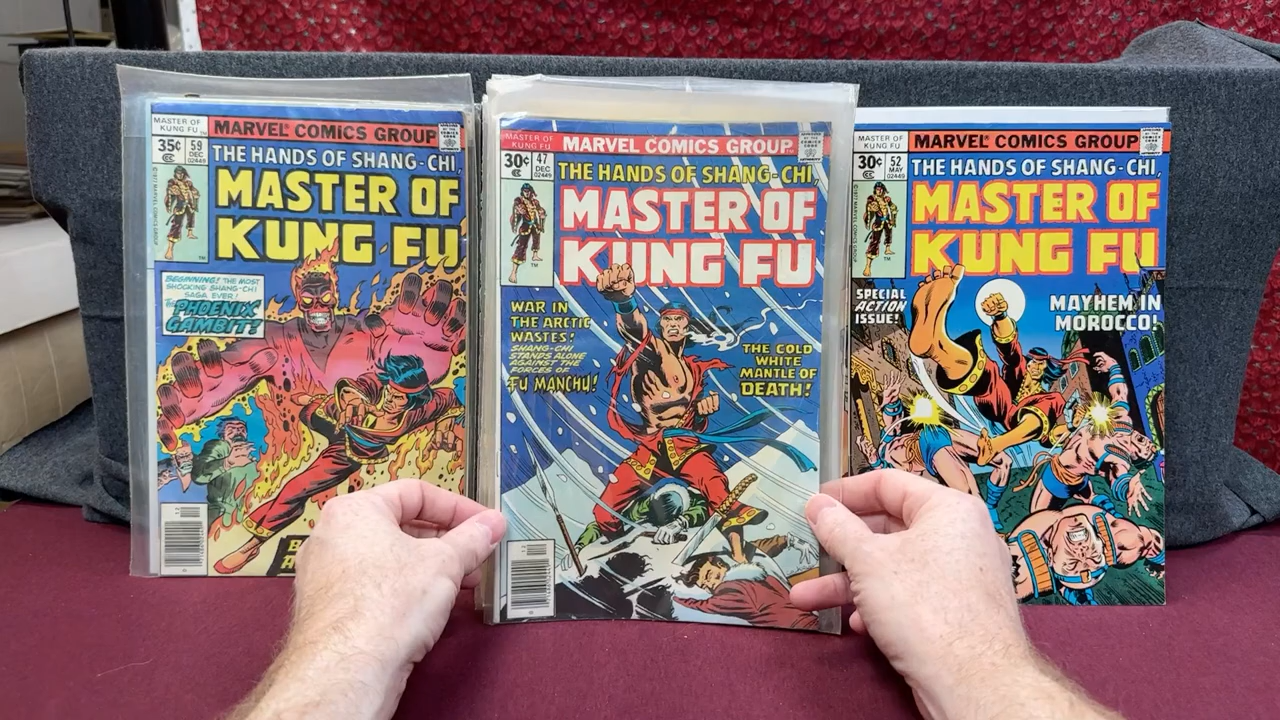 MASTER OF
KUNG FU
MARVEL® COMICS GROUP
35¢
59
DEC
02449
THE HANDS OF SHANG-CHI,
MASTER OF
KUNG FU
BEGINNING! THE MOST
SHOCKING SHANG-CHI
SAGA EVER!
THE PHOENIX
GAMBIT!
MASTER OF
KUNG FU
MARVEL COMICS GROUP
30¢
47
DEC
02449
THE HANDS OF SHANG-CHI,
MASTER OF
KUNG FU
WAR IN
THE ARCTIC
WASTES!
SHANG-CHI
STANDS ALONE
AGAINST THE
FORCES OF
FU MANCHU!
THE COLD
WHITE
MANTLE OF
DEATH!
MASTER OF
KUNG FU
MARVEL® COMICS GROUP
30¢
52
MAY
02449
THE HANDS OF SHANG-CHI,
MASTER OF
KUNG FU
SPECIAL
ACTION
ISSUE!
MAYHEM IN
MOROCCO!